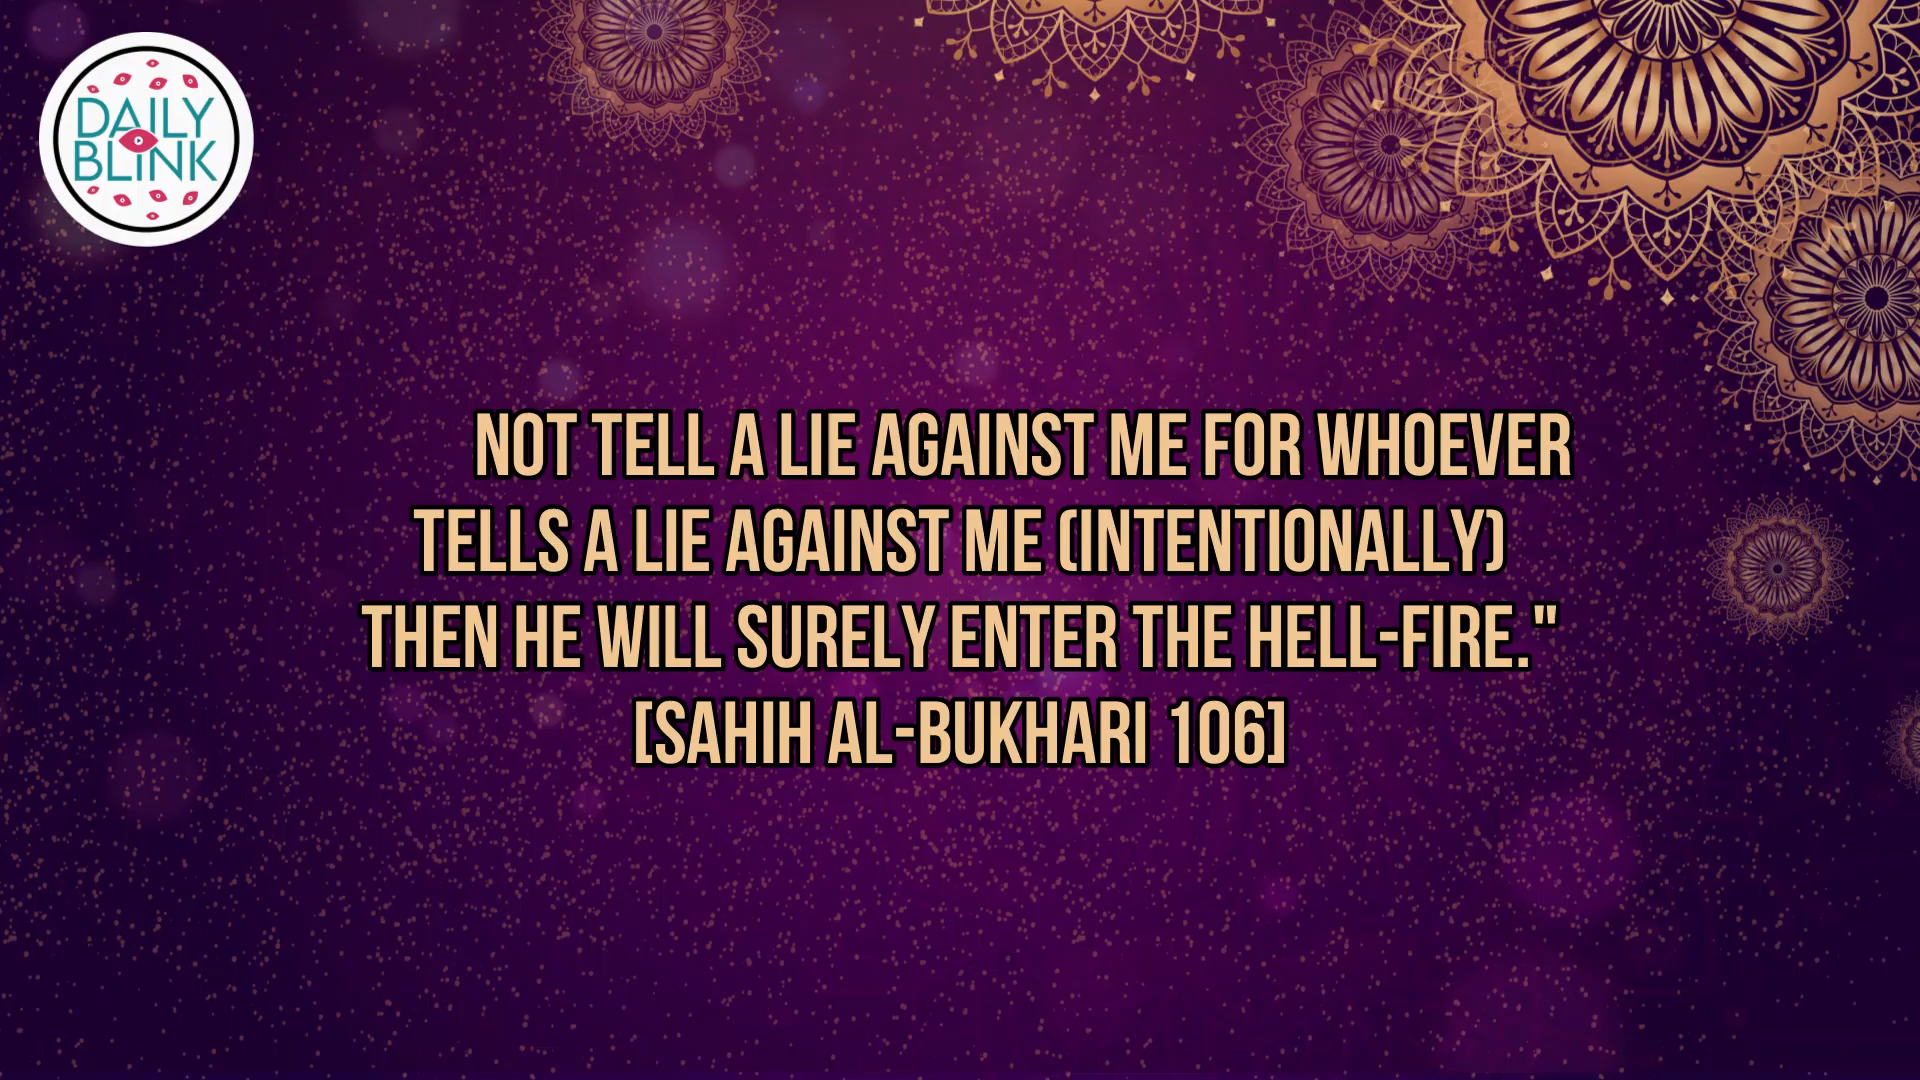 DAILY
BLINK
NOT TELL A LIE AGAINST ME FOR WHOEVER
TELLS A LIE AGAINST ME (INTENTIONALLY)
THEN HE WILL SURELY ENTER THE HELL-FIRE."
[SAHIH AL-BUKHARI 106]